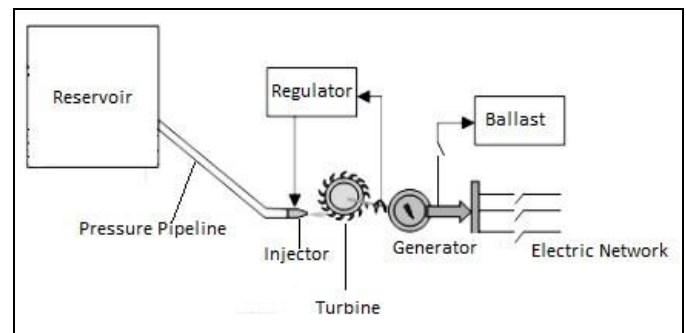 Reservoir
Regulator
Ballast
Pressure Pipeline
Injector
Generator
Electric Network
Turbine